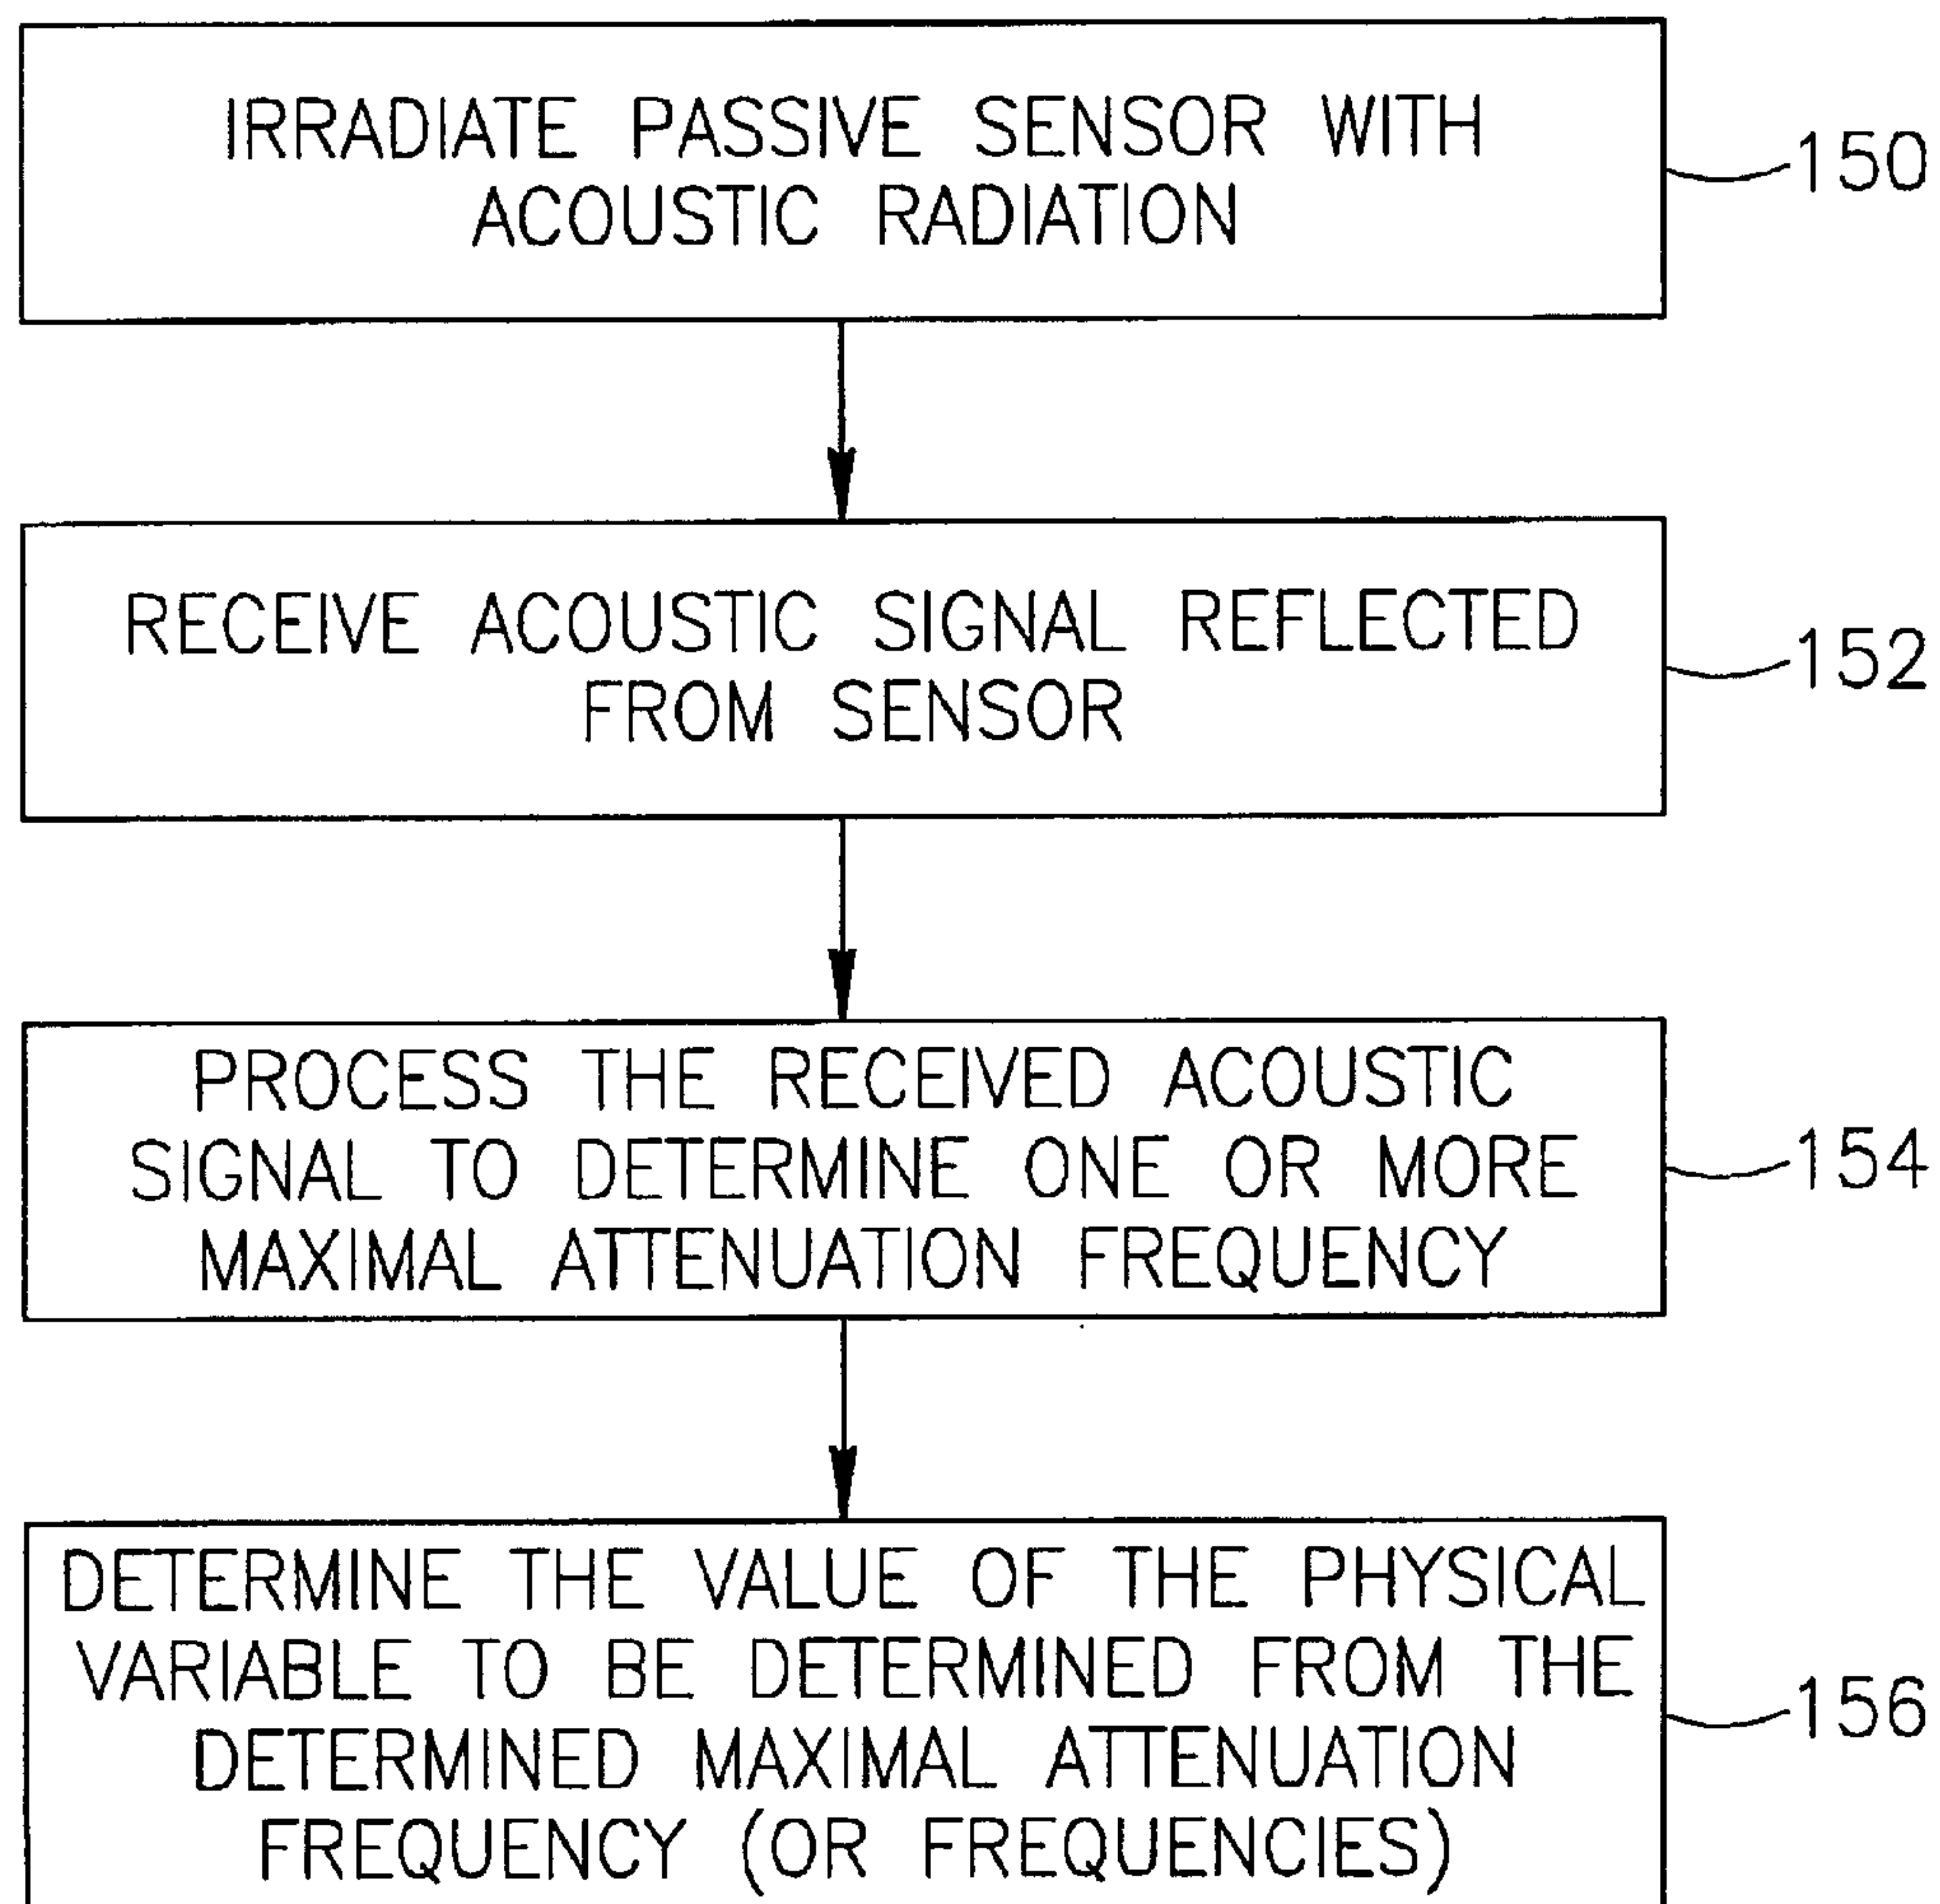 IRRADIATE PASSIVE SENSOR WITH
ACOUSTIC RADIATION
150
RECEIVE ACOUSTIC SIGNAL REFLECTED
FROM SENSOR
152
PROCESS THE RECEIVED ACOUSTIC
SIGNAL TO DETERMINE ONE OR MORE
MAXIMAL ATTENUATION FREQUENCY
154
DETERMINE THE VALUE OF THE PHYSICAL
VARIABLE TO BE DETERMINED FROM THE
DETERMINED MAXIMAL ATTENUATION
FREQUENCY (OR FREQUENCIES)
156